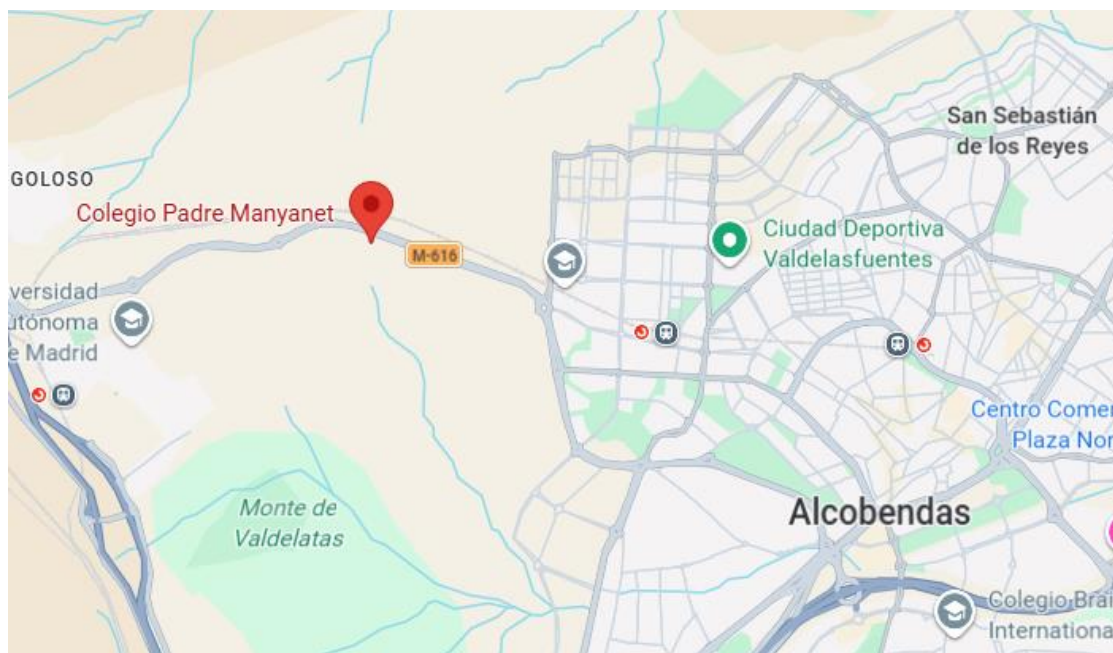 San Sebastián
de los Reyes
GOLOSO
Colegio Padre Manyanet
Ciudad Deportiva
Valdelasfuentes
M-616
versidad
utónoma
e Madrid
Centro Comer
Plaza Nor
Monte de
Valdelatas
Alcobendas
Colegio Brai
Internationa